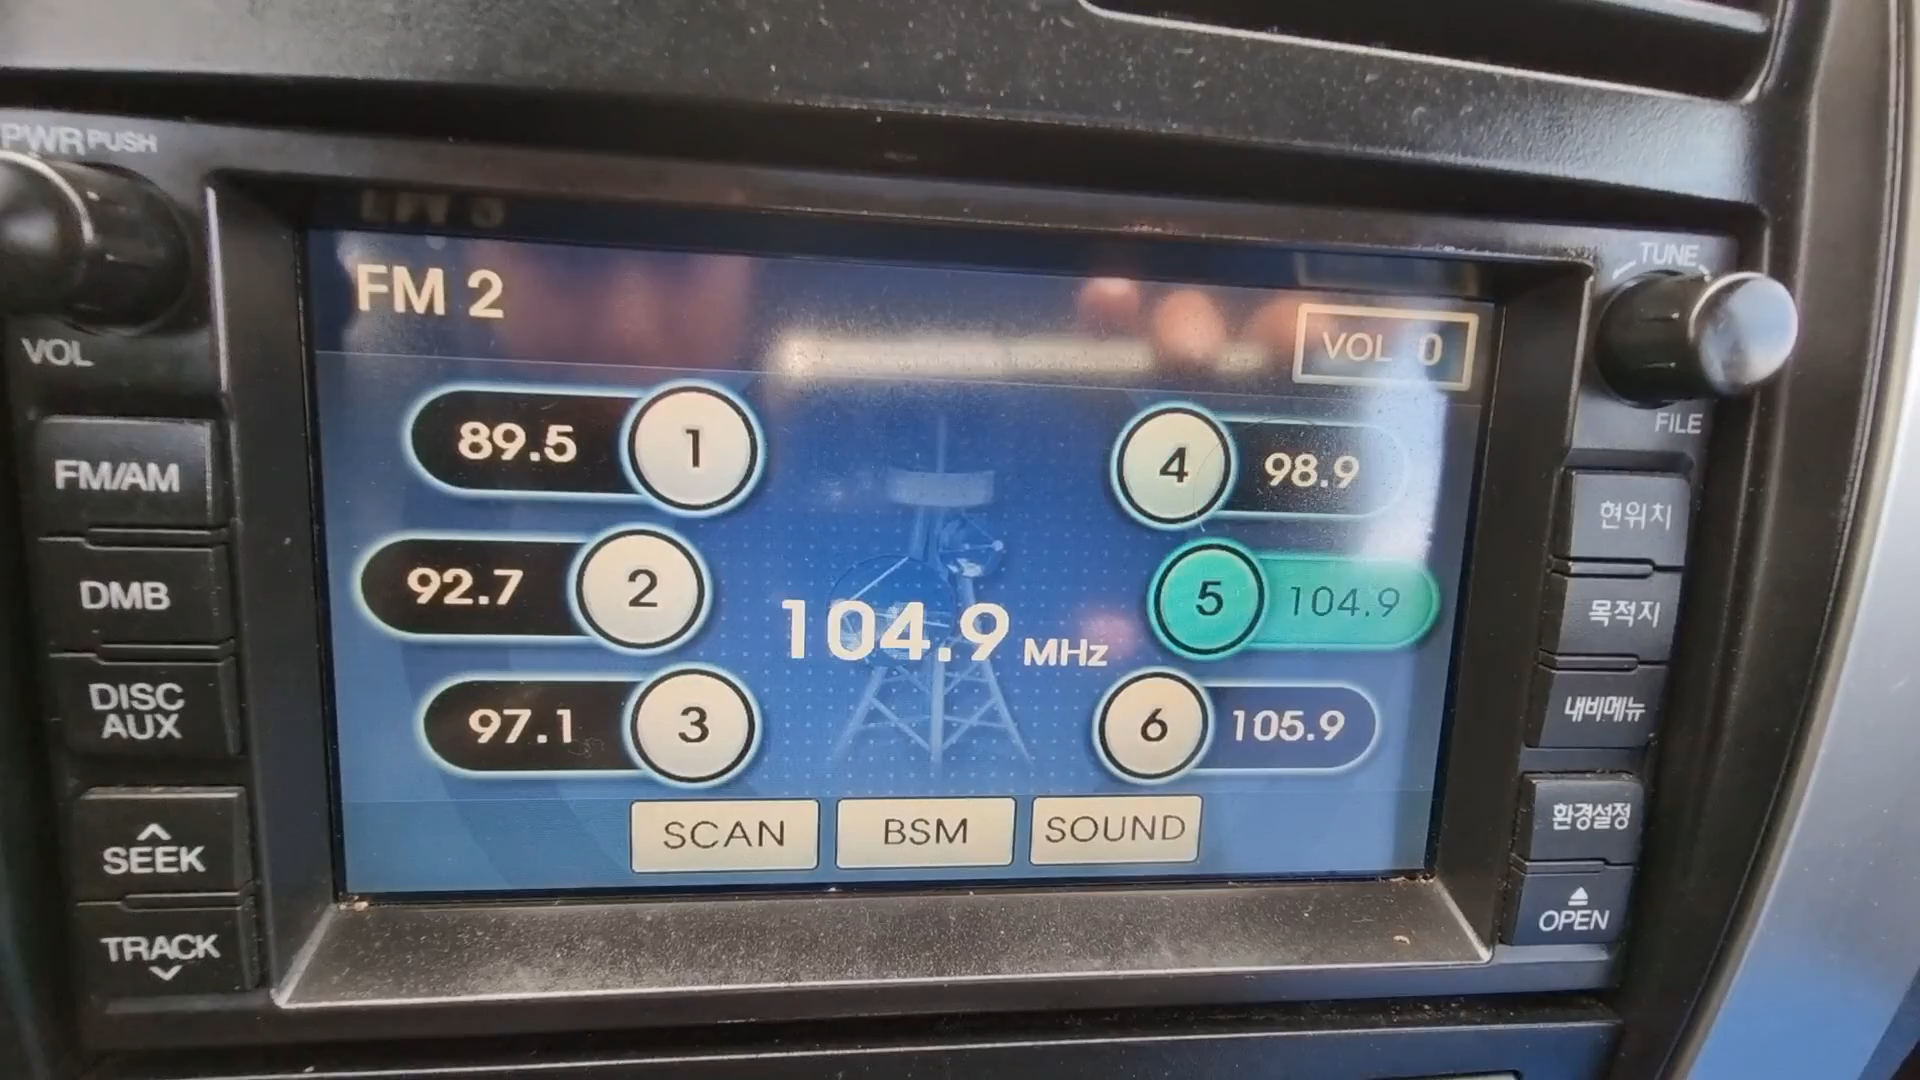 PWR PUSH
VOL
FM/AM
DMB
DISC
AUX
SEEK
TRACK
FM 2
VOL 0
89.5 1
92.7 2
97.1 3
104.9 MHz
4 98.9
5 104.9
6 105.9
SCAN BSM SOUND
TUNE
FILE
현위치
목적지
내비메뉴
환경설정
OPEN